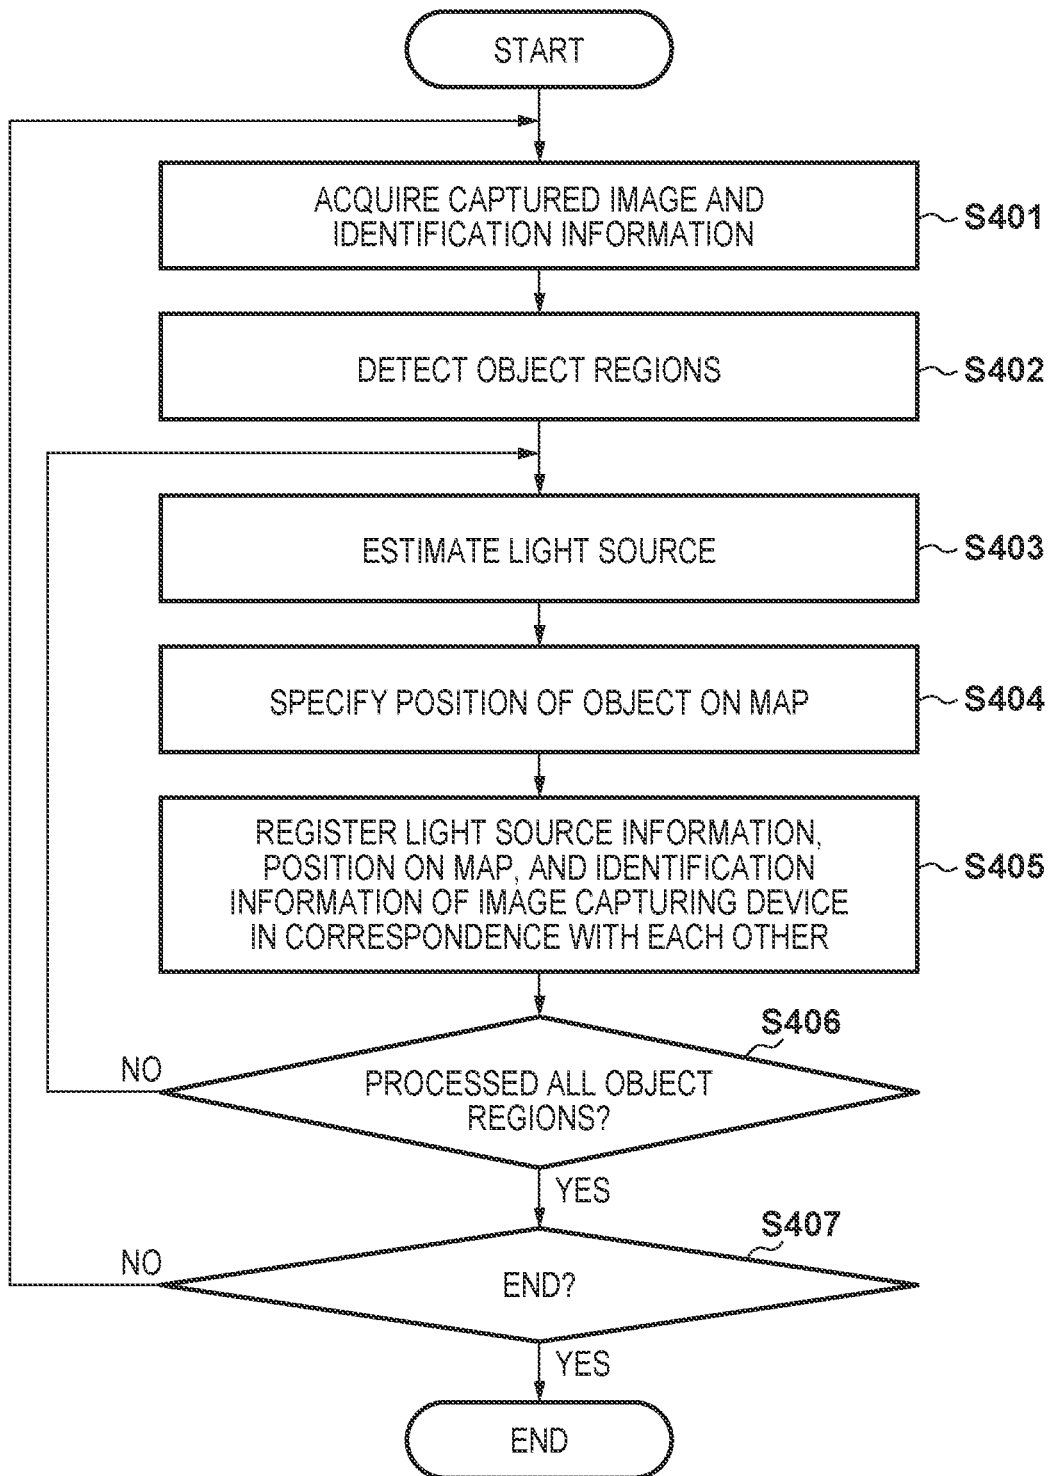 START
ACQUIRE CAPTURED IMAGE AND
IDENTIFICATION INFORMATION
S401
DETECT OBJECT REGIONS
S402
ESTIMATE LIGHT SOURCE
S403
SPECIFY POSITION OF OBJECT ON MAP
S404
REGISTER LIGHT SOURCE INFORMATION,
POSITION ON MAP, AND IDENTIFICATION
INFORMATION OF IMAGE CAPTURING DEVICE
IN CORRESPONDENCE WITH EACH OTHER
S405
S406
NO
PROCESSED ALL OBJECT
REGIONS?
YES
S407
NO
END?
YES
END